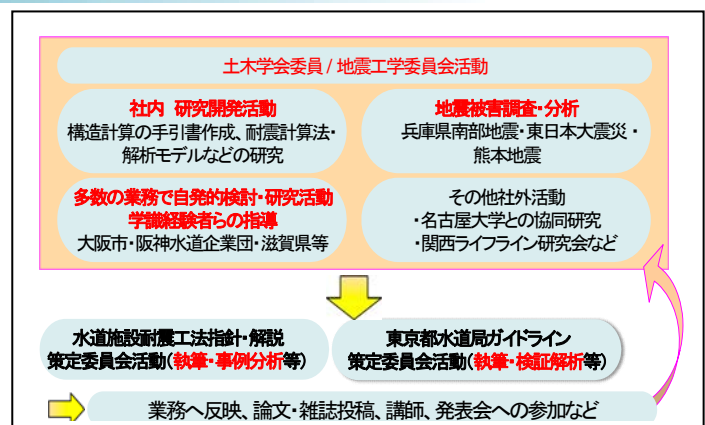 土木学会委員 / 地震工学委員会活動
社内 研究開発活動
構造計算の手引書作成、耐震計算法・
解析モデルなどの研究
地震被害調査・分析
兵庫県南部地震・東日本大震災・
熊本地震
多数の業務で自発的検討・研究活動
学識経験者らの指導
大阪市・阪神水道企業団・滋賀県等
その他社外活動
・名古屋大学との協同研究
・関西ライフライン研究会など
水道施設耐震工法指針・解説
策定委員会活動(執筆・事例分析等)
東京都水道局ガイドライン
策定委員会活動(執筆・検証解析等)
業務へ反映、論文・雑誌投稿、講師、発表会への参加など